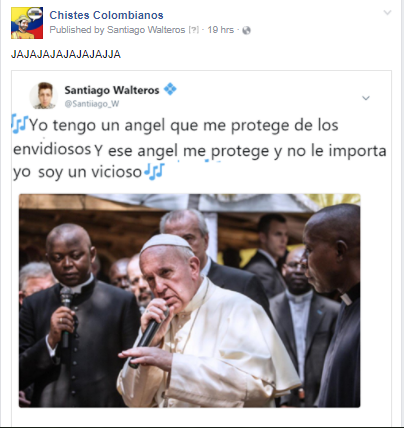 Chistes Colombianos
Published by Santiago Walteros [?] · 19 hrs ·
JAJAJAJAJAJAJAJJA
Santiago Walteros
@Santiiago_W
🎶Yo tengo un angel que me protege de los
envidiosos Y ese angel me protege y no le importa
yo soy un vicioso🎶